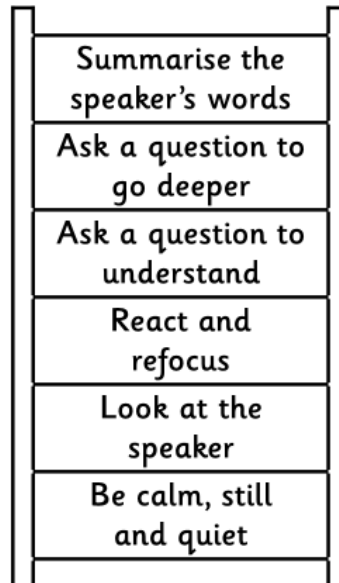 Summarise the
speaker's words
Ask a question to
go deeper
Ask a question to
understand
React and
refocus
Look at the
speaker
Be calm, still
and quiet